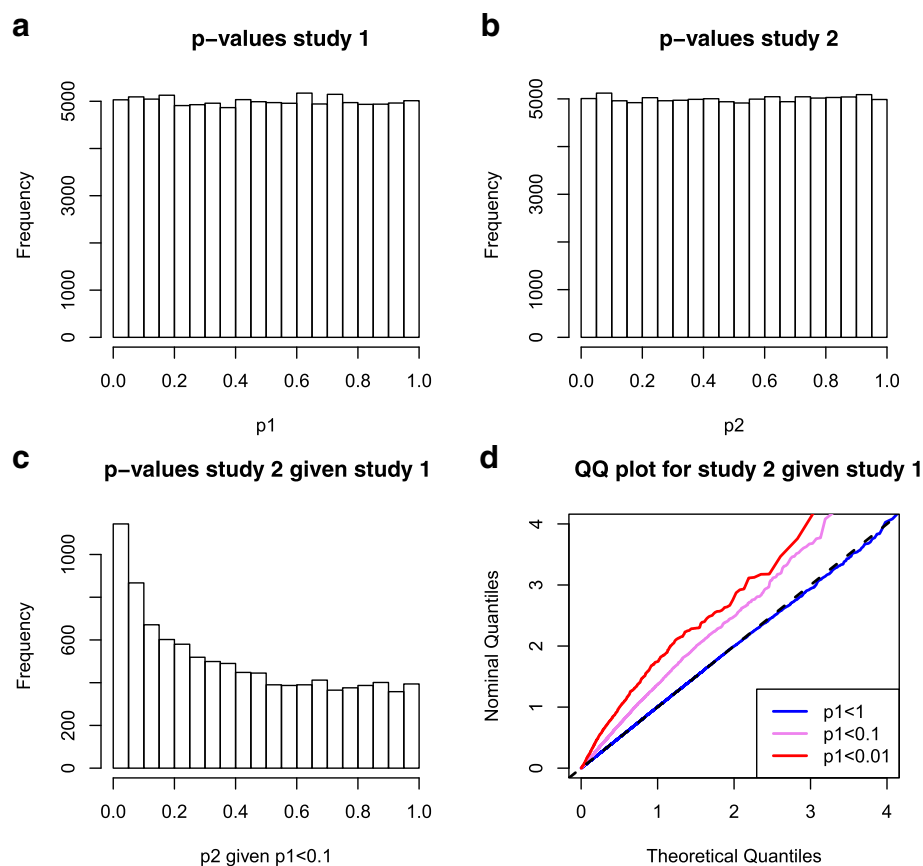 a
p−values study 1
Frequency
0
1000
3000
5000
0.0 0.2 0.4 0.6 0.8 1.0
p1
b
p−values study 2
Frequency
0
1000
3000
5000
0.0 0.2 0.4 0.6 0.8 1.0
p2
c
p−values study 2 given study 1
Frequency
0
200
600
1000
0.0 0.2 0.4 0.6 0.8 1.0
p2 given p1<0.1
d
QQ plot for study 2 given study 1
Nominal Quantiles
0
1
2
3
4
0 1 2 3 4
Theoretical Quantiles
p1<1
p1<0.1
p1<0.01